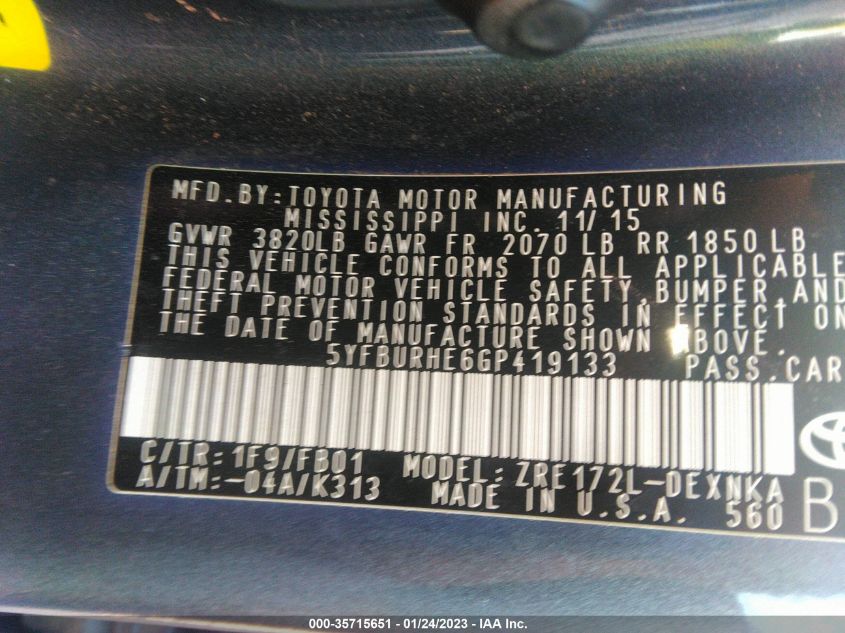 MFD.BY:TOYOTA MOTOR MANUFACTURING
MISSISSIPPI INC. 11/15
GVWR 3820LB GAWR FR 2070 LB RR 1850 LB
THIS VEHICLE CONFORMS TO ALL APPLICABLE
FEDERAL MOTOR VEHICLE SAFETY,BUMPER,AND
THEFT PREVENTION STANDARDS IN EFFECT ON
THE DATE OF MANUFACTURE SHOWN ABOVE.
5YFBURHE6GP419133 PASS.CAR
C/TR:1F9/FB01 MODEL:ZRE172L-DEXNKA
A/TM:-04A/K313 MADE IN U.S.A. 560
B
000-35715651 - 01/24/2023 - IAA Inc.